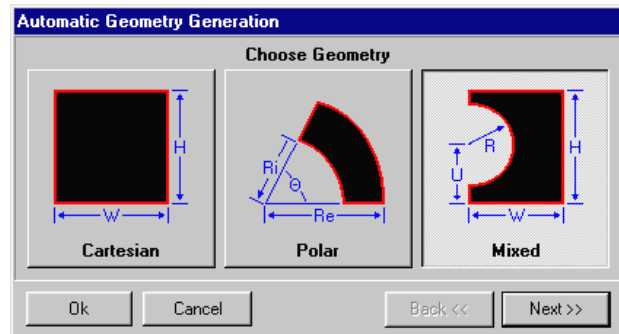 Automatic Geometry Generation
Choose Geometry
H
W
Cartesian
Ri
Θ
Re
Polar
R
U
H
W
Mixed
Ok
Cancel
Back <<
Next >>